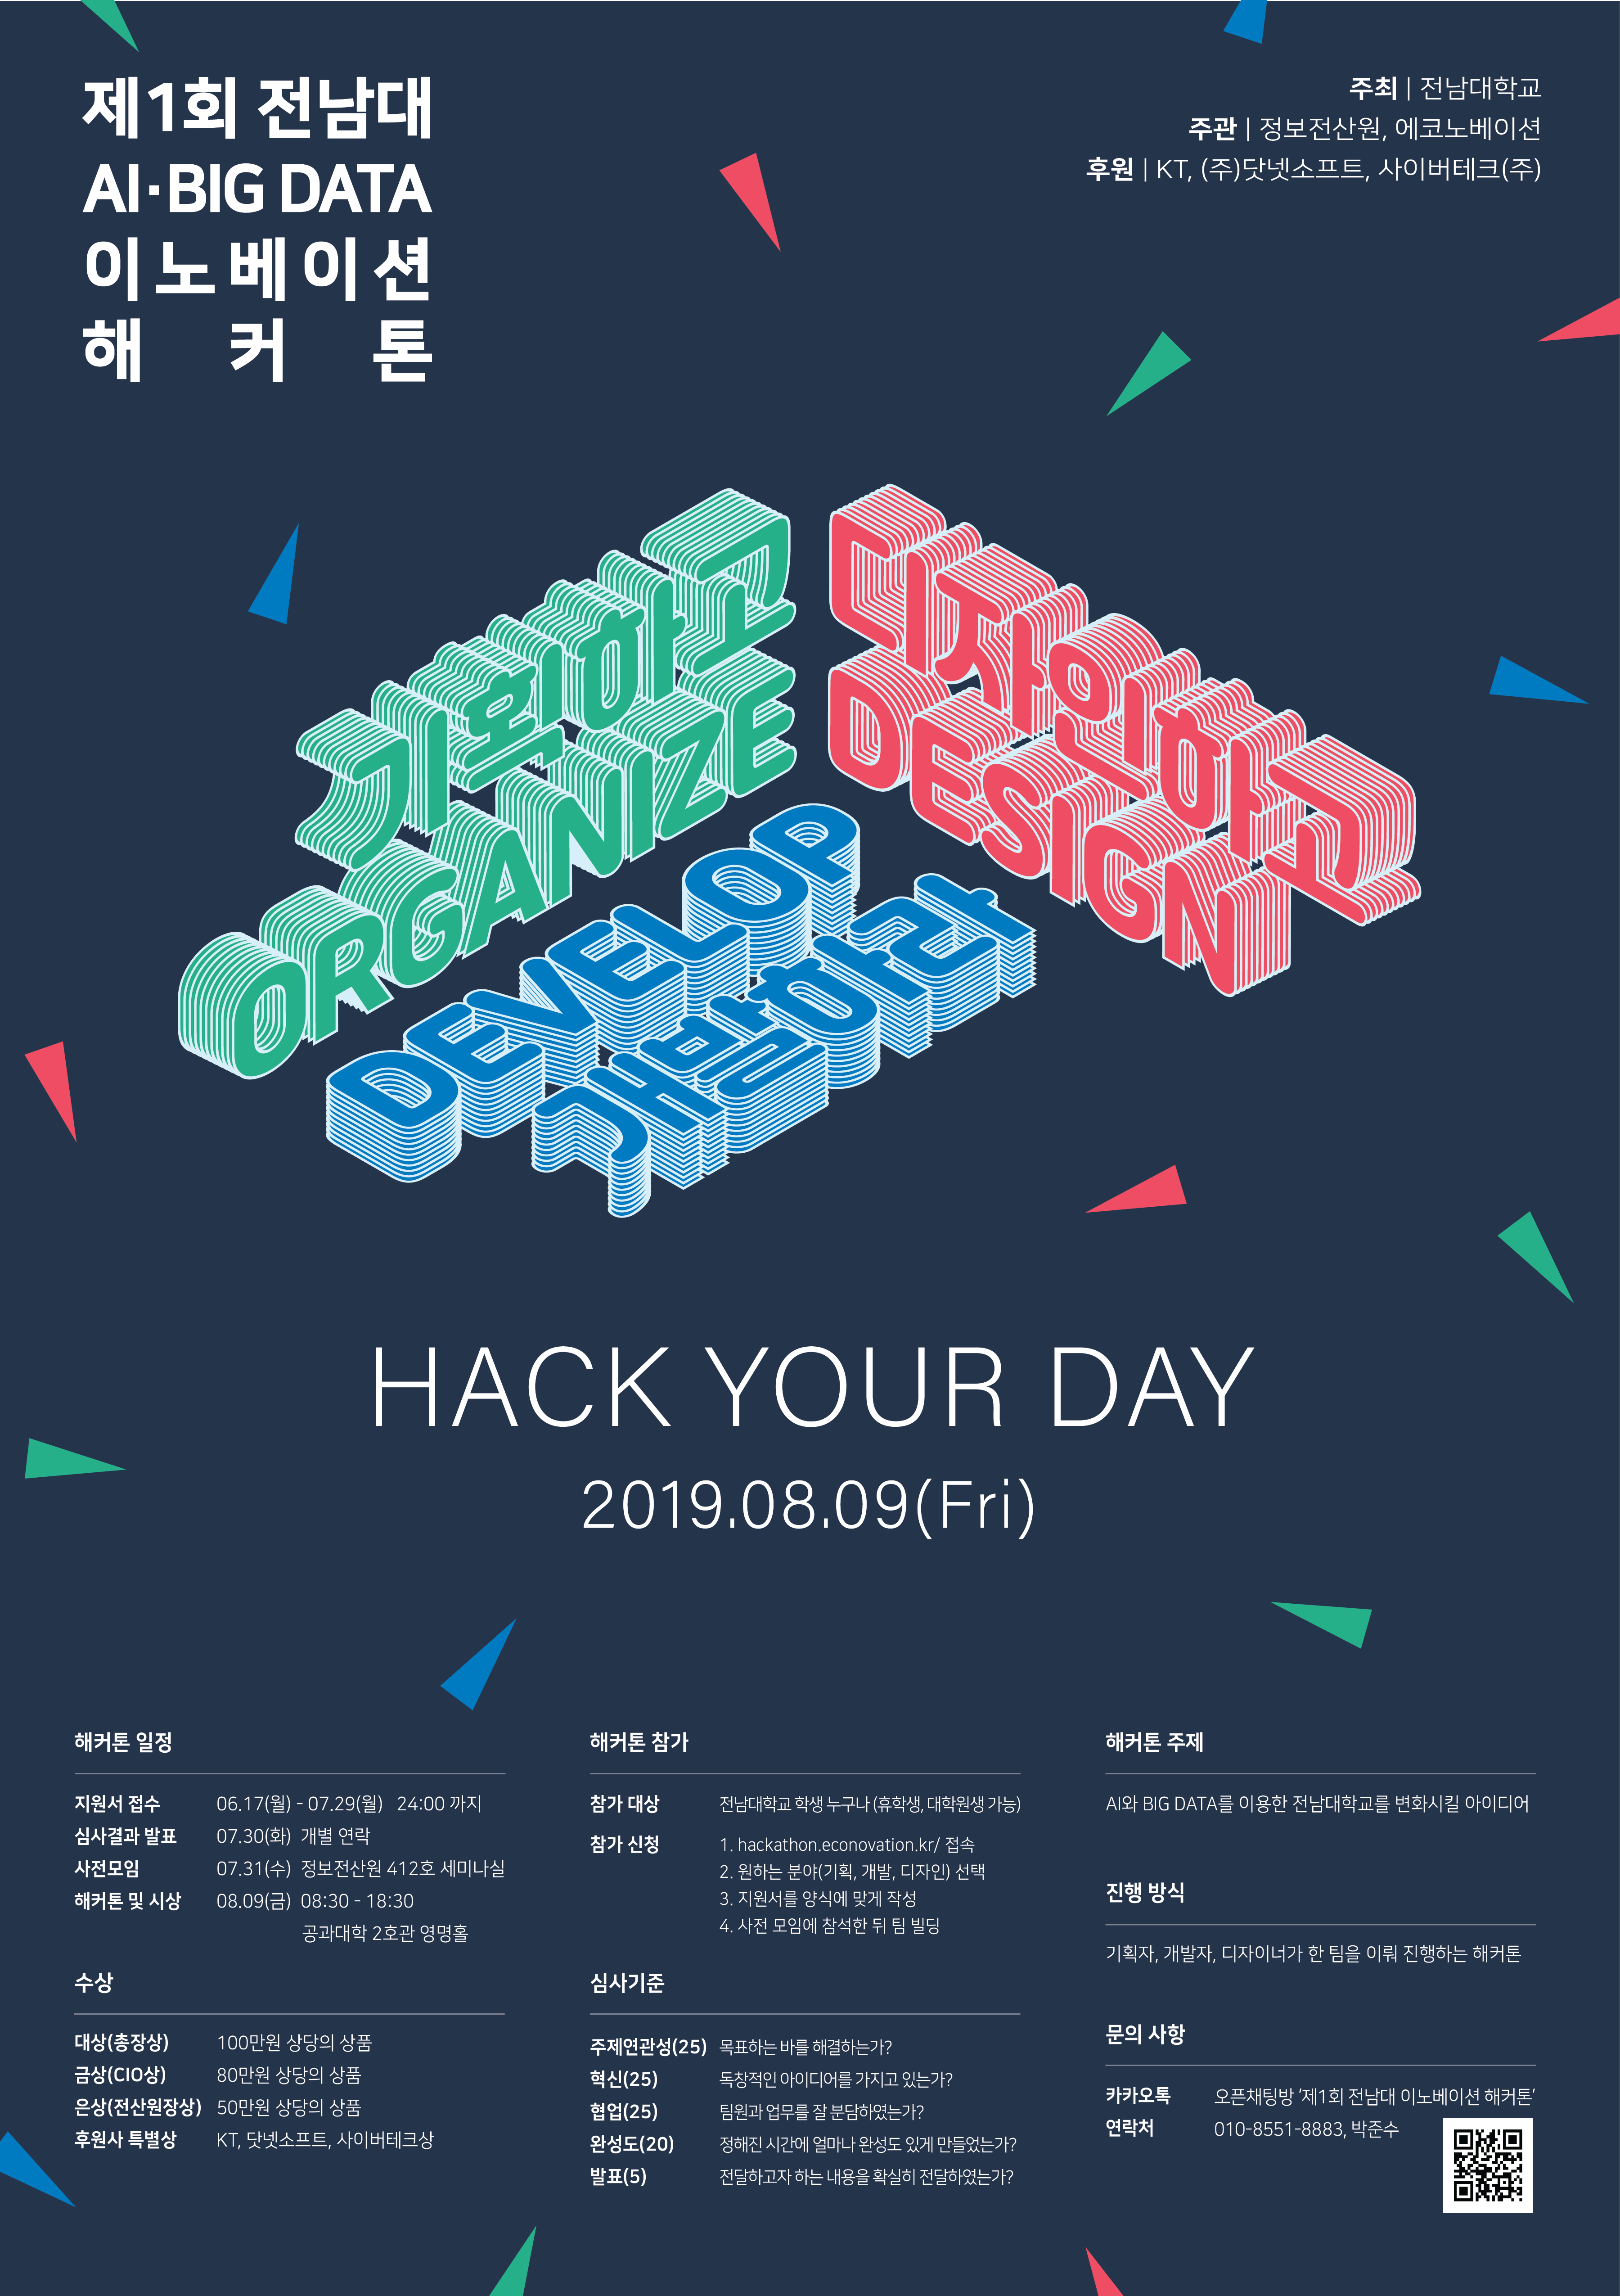 제1회 전남대
AI·BIG DATA
이노베이션
해커톤
주최 | 전남대학교
주관 | 정보전산원, 에코노베이션
후원 | KT, (주)닷넷소프트, 사이버테크(주)
기획하고
ORGANIZE
디자인하고
DESIGN
DEVELOP
개발하라
HACK YOUR DAY
2019.08.09(Fri)
해커톤 일정
지원서 접수 06.17(월) - 07.29(월) 24:00 까지
심사결과 발표 07.30(화) 개별 연락
사전모임 07.31(수) 정보전산원 412호 세미나실
해커톤 및 시상 08.09(금) 08:30 - 18:30
공과대학 2호관 영명홀
수상
대상(총장상) 100만원 상당의 상품
금상(CIO상) 80만원 상당의 상품
은상(전산원장상) 50만원 상당의 상품
후원사 특별상 KT, 닷넷소프트, 사이버테크상
해커톤 참가
참가 대상 전남대학교 학생 누구나 (휴학생, 대학원생 가능)
참가 신청 1. hackathon.econovation.kr/ 접속
2. 원하는 분야(기획, 개발, 디자인) 선택
3. 지원서를 양식에 맞게 작성
4. 사전 모임에 참석한 뒤 팀 빌딩
심사기준
주제연관성(25) 목표하는 바를 해결하는가?
혁신(25) 독창적인 아이디어를 가지고 있는가?
협업(25) 팀원과 업무를 잘 분담하였는가?
완성도(20) 정해진 시간에 얼마나 완성도 있게 만들었는가?
발표(5) 전달하고자 하는 내용을 확실히 전달하였는가?
해커톤 주제
AI와 BIG DATA를 이용한 전남대학교를 변화시킬 아이디어
진행 방식
기획자, 개발자, 디자이너가 한 팀을 이뤄 진행하는 해커톤
문의 사항
카카오톡 오픈채팅방 ‘제1회 전남대 이노베이션 해커톤’
연락처 010-8551-8883, 박준수